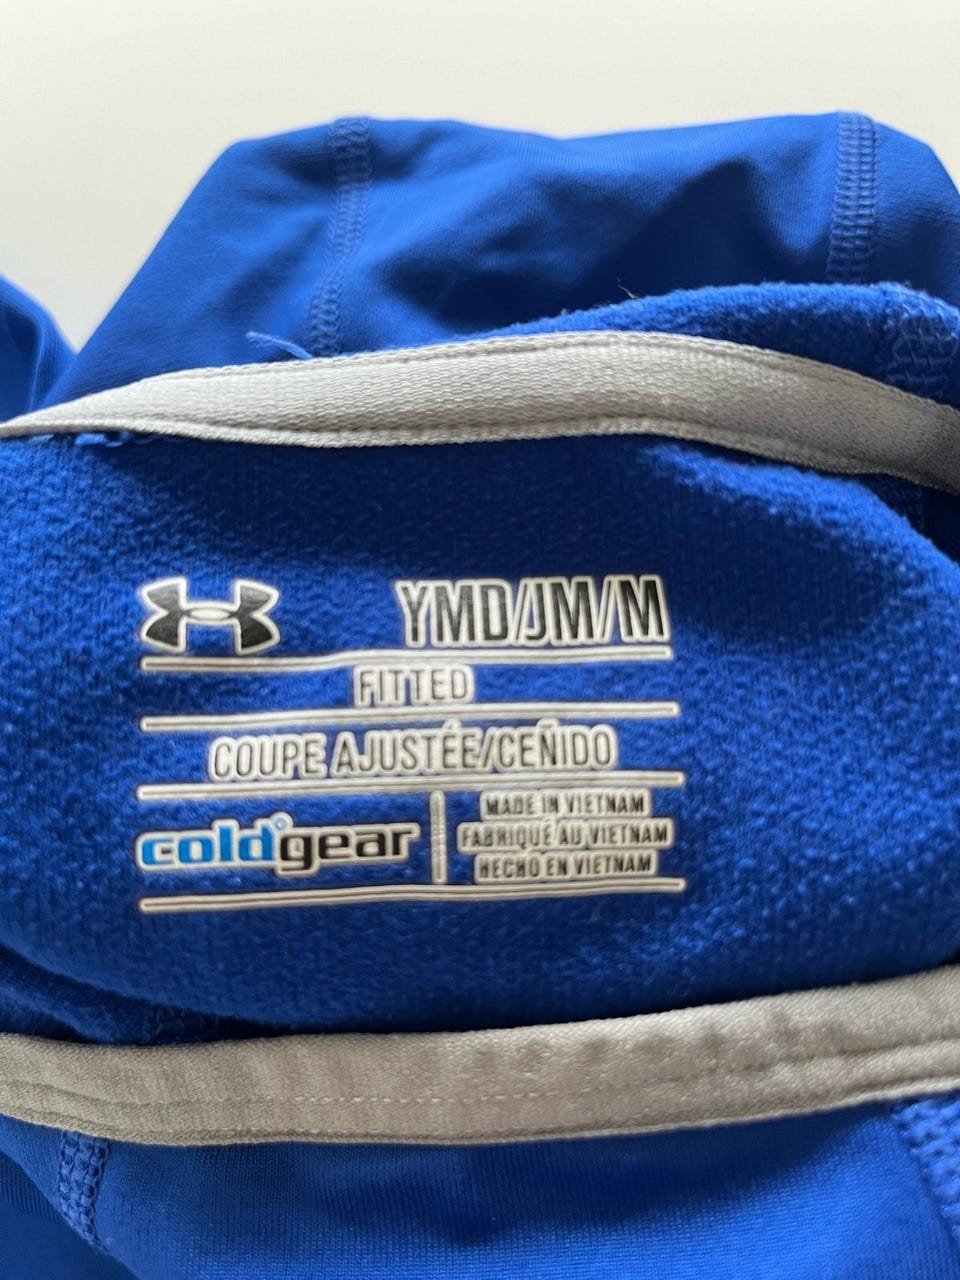 YMD/JM/M
FITTED
COUPE AJUSTÉE/CEÑIDO
coldgear
MADE IN VIETNAM
FABRIQUÉ AU VIETNAM
HECHO EN VIETNAM